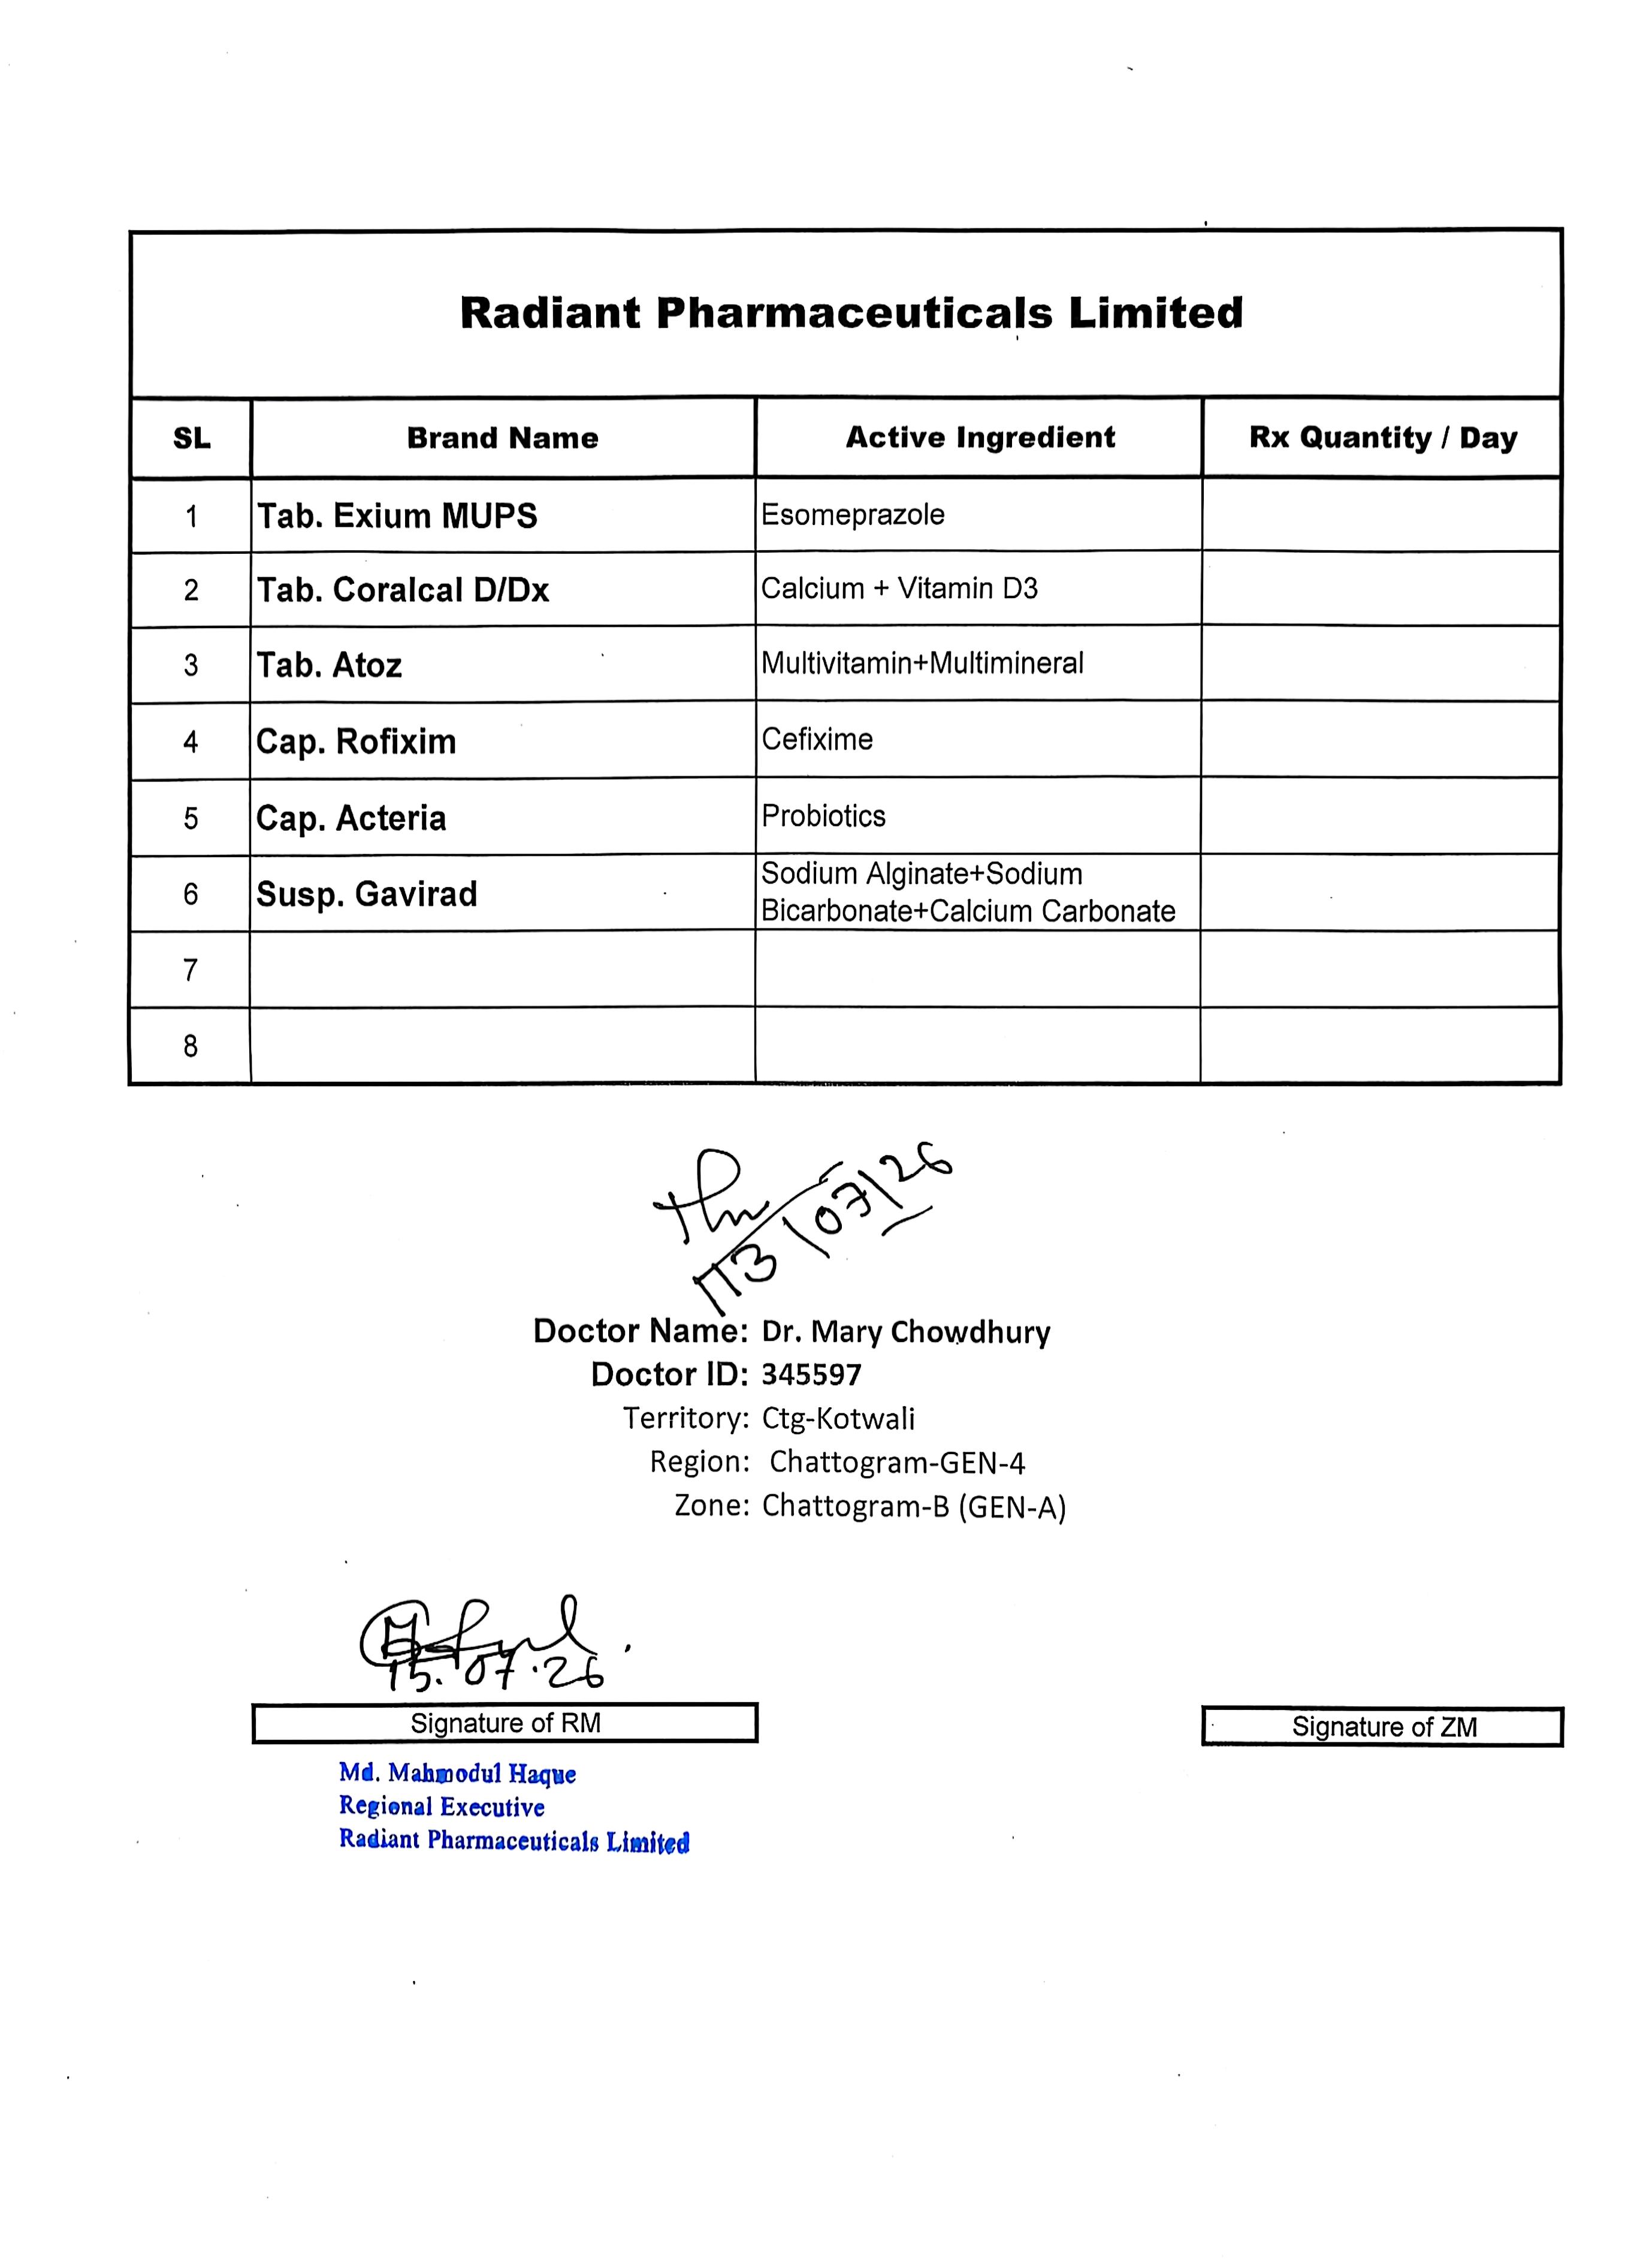 Radiant Pharmaceuticals Limited
SL Brand Name Active Ingredient Rx Quantity / Day
1 Tab. Exium MUPS Esomeprazole
2 Tab. Coralcal D/Dx Calcium + Vitamin D3
3 Tab. Atoz Multivitamin+Multimineral
4 Cap. Rofixim Cefixime
5 Cap. Acteria Probiotics
6 Susp. Gavirad Sodium Alginate+Sodium
Bicarbonate+Calcium Carbonate
7
8
/07/26
Doctor Name: Dr. Mary Chowdhury
Doctor ID: 345597
Territory: Ctg-Kotwali
Region: Chattogram-GEN-4
Zone: Chattogram-B (GEN-A)
15.07.26
Signature of RM
Signature of ZM
Md. Mahmodul Haque
Regional Executive
Radiant Pharmaceuticals Limited